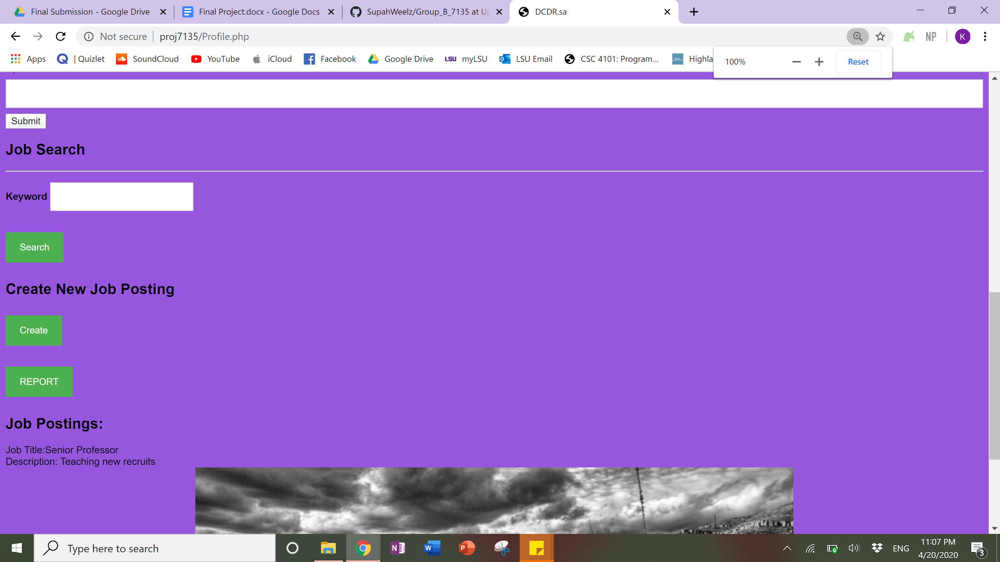 Final Submission - Google Drive
Final Project.docx - Google Docs
SupahWeelz/Group_B_7135 at Up
DCDR.sa
Not secure
proj7135/Profile.php
NP
K
Apps
| Quizlet
SoundCloud
YouTube
iCloud
Facebook
Google Drive
LSU myLSU
LSU Email
CSC 4101: Program...
Highla
100%
Reset
Submit
Job Search
Keyword
Search
Create New Job Posting
Create
REPORT
Job Postings:
Job Title:Senior Professor
Description: Teaching new recruits
Type here to search
ENG
11:07 PM
4/20/2020
3